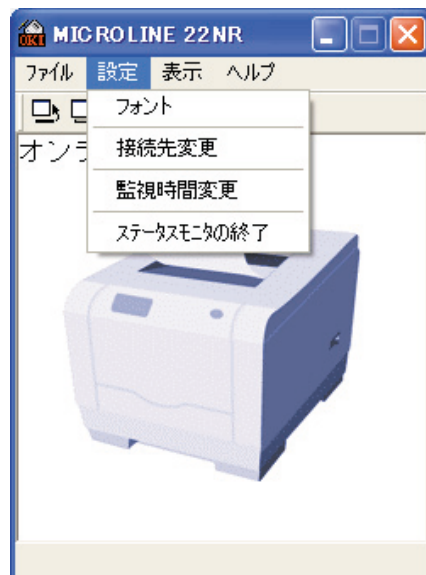 OKI MICROLINE 22NR
ファイル 設定 表示 ヘルプ
フォント
オンラ
接続先変更
監視時間変更
ステータスモニタの終了